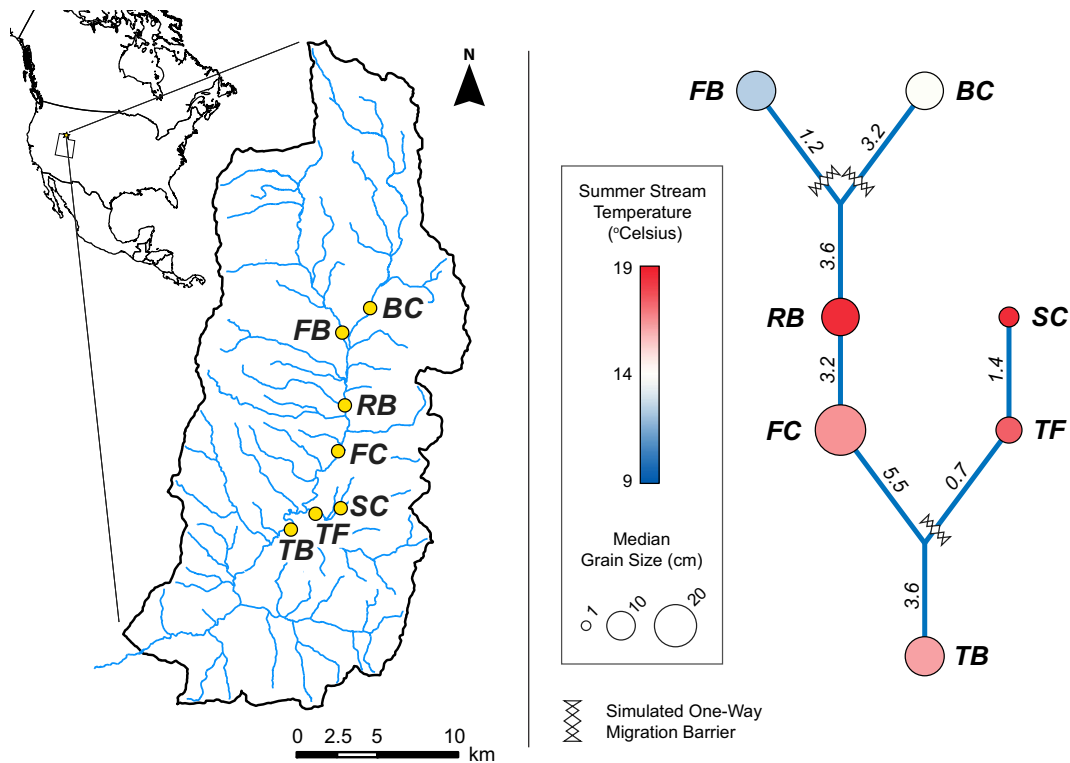 N
BC
FB
RB
FC
SC
TF
TB
0 2.5 5 10
km
Summer Stream
Temperature
(°Celsius)
19
14
9
Median
Grain Size (cm)
1
10
20
Simulated One-Way
Migration Barrier
FB
BC
1.2
3.2
3.6
RB
SC
3.2
1.4
FC
TF
5.5
0.7
3.6
TB